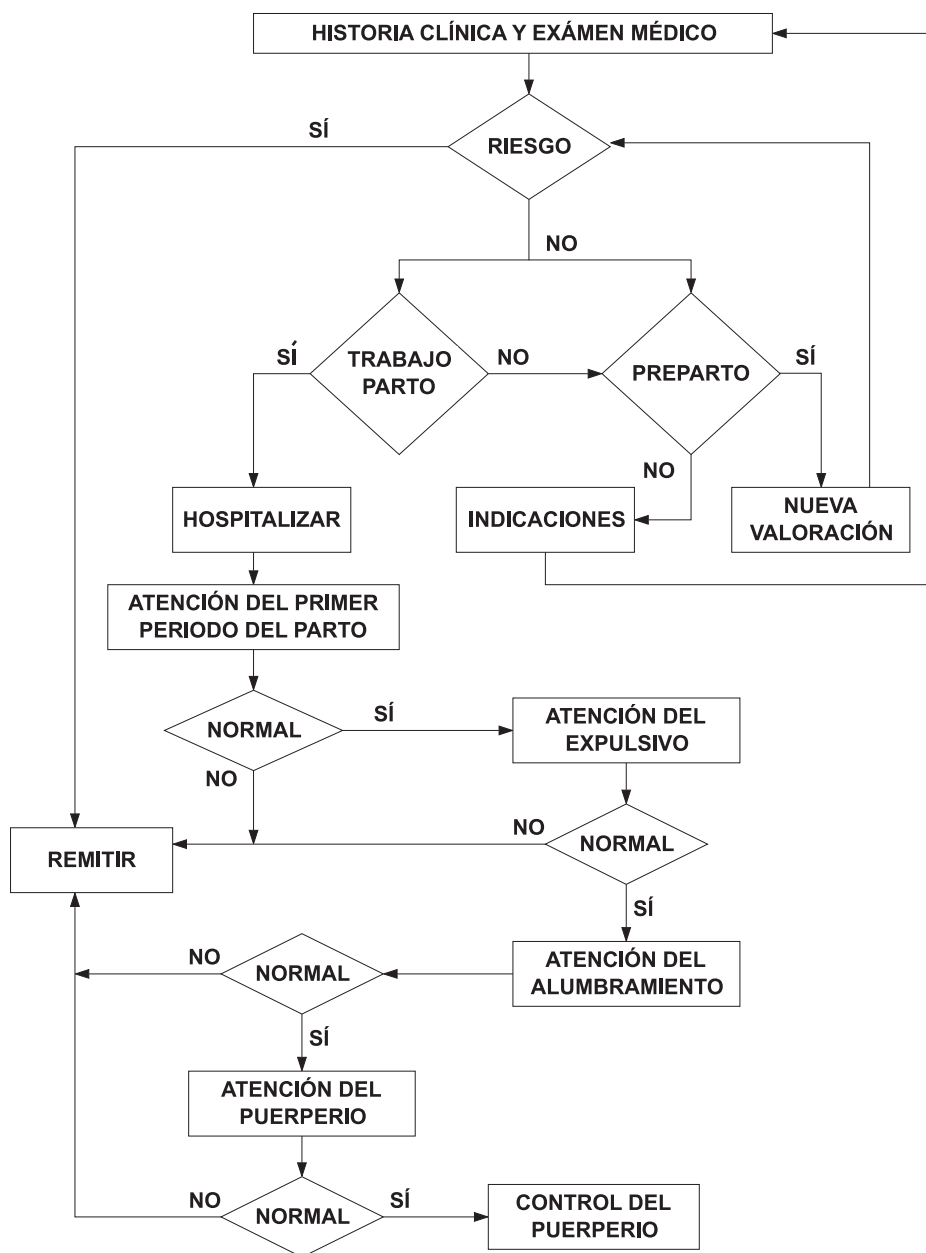 HISTORIA CLÍNICA Y EXÁMEN MÉDICO
SÍ
RIESGO
NO
SÍ
TRABAJO
PARTO
NO
PREPARTO
SÍ
NO
HOSPITALIZAR
INDICACIONES
NUEVA
VALORACIÓN
ATENCIÓN DEL PRIMER
PERIODO DEL PARTO
NORMAL
SÍ
ATENCIÓN DEL
EXPULSIVO
NO
REMITIR
NO
NORMAL
SÍ
NO
NORMAL
ATENCIÓN DEL
ALUMBRAMIENTO
SÍ
ATENCIÓN DEL
PUERPERIO
NO
NORMAL
SÍ
CONTROL DEL
PUERPERIO